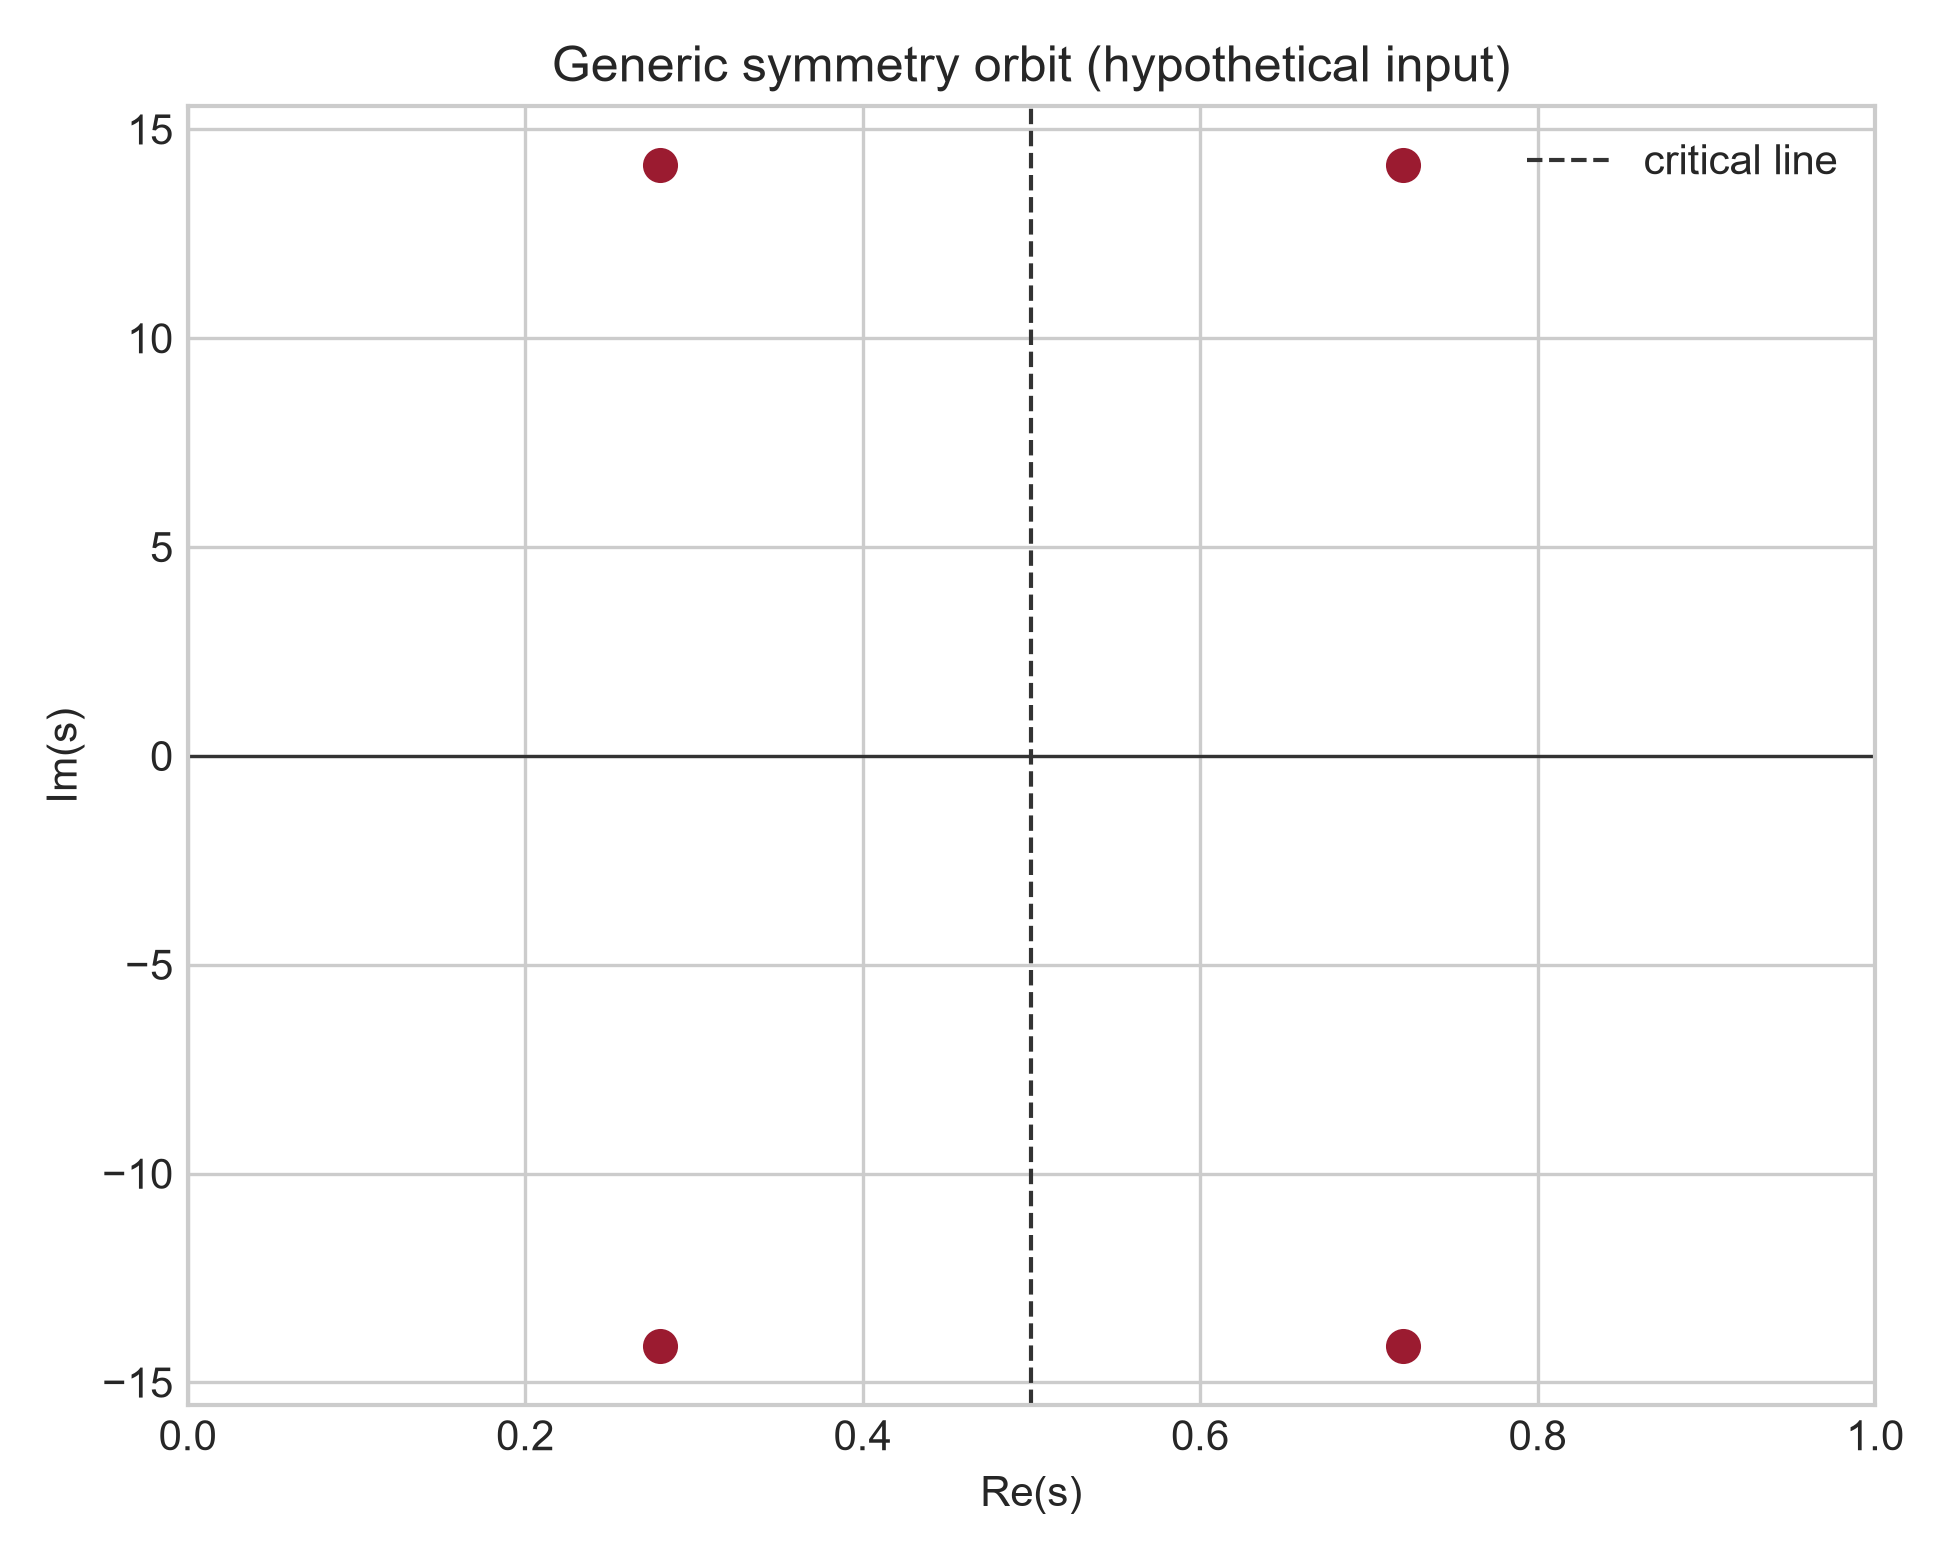 Generic symmetry orbit (hypothetical input)
critical line
15
10
5
0
−5
−10
−15
Im(s)
0.0 0.2 0.4 0.6 0.8 1.0
Re(s)